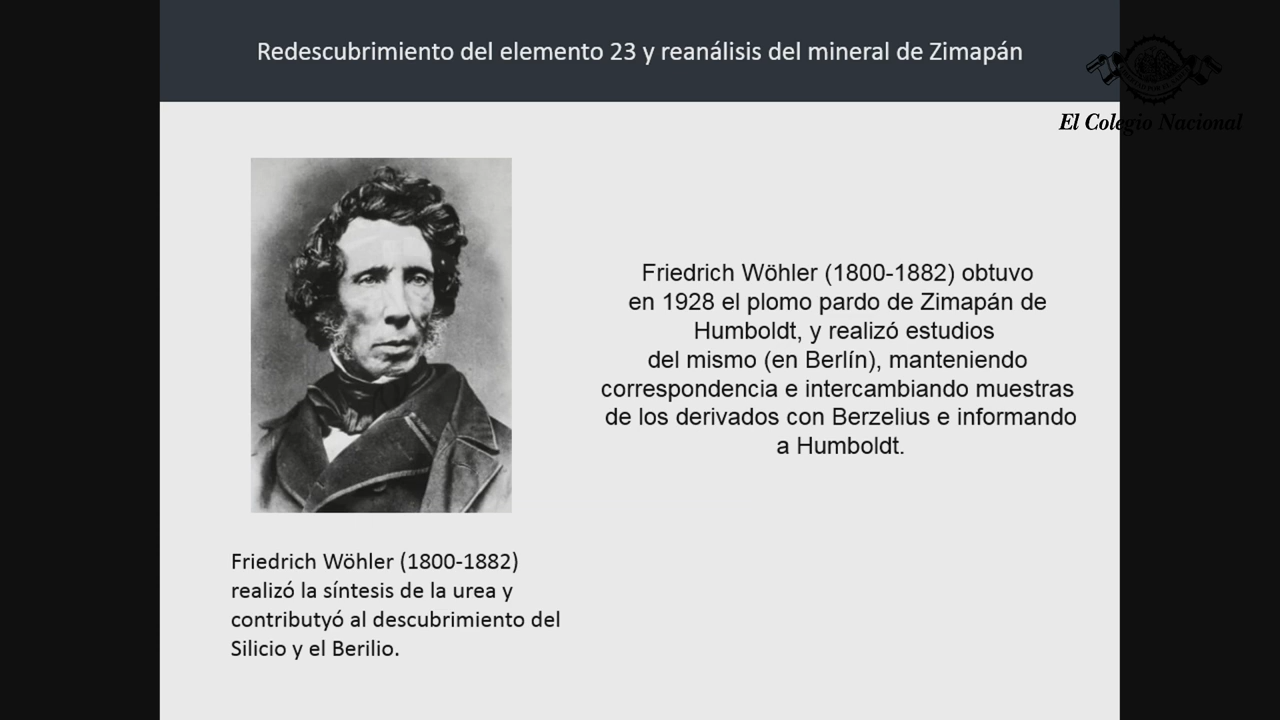 Redescubrimiento del elemento 23 y reanálisis del mineral de Zimapán
El Colegio Nacional
Friedrich Wöhler (1800-1882) obtuvo
en 1928 el plomo pardo de Zimapán de
Humboldt, y realizó estudios
del mismo (en Berlín), manteniendo
correspondencia e intercambiando muestras
de los derivados con Berzelius e informando
a Humboldt.
Friedrich Wöhler (1800-1882)
realizó la síntesis de la urea y
contributyó al descubrimiento del
Silicio y el Berilio.